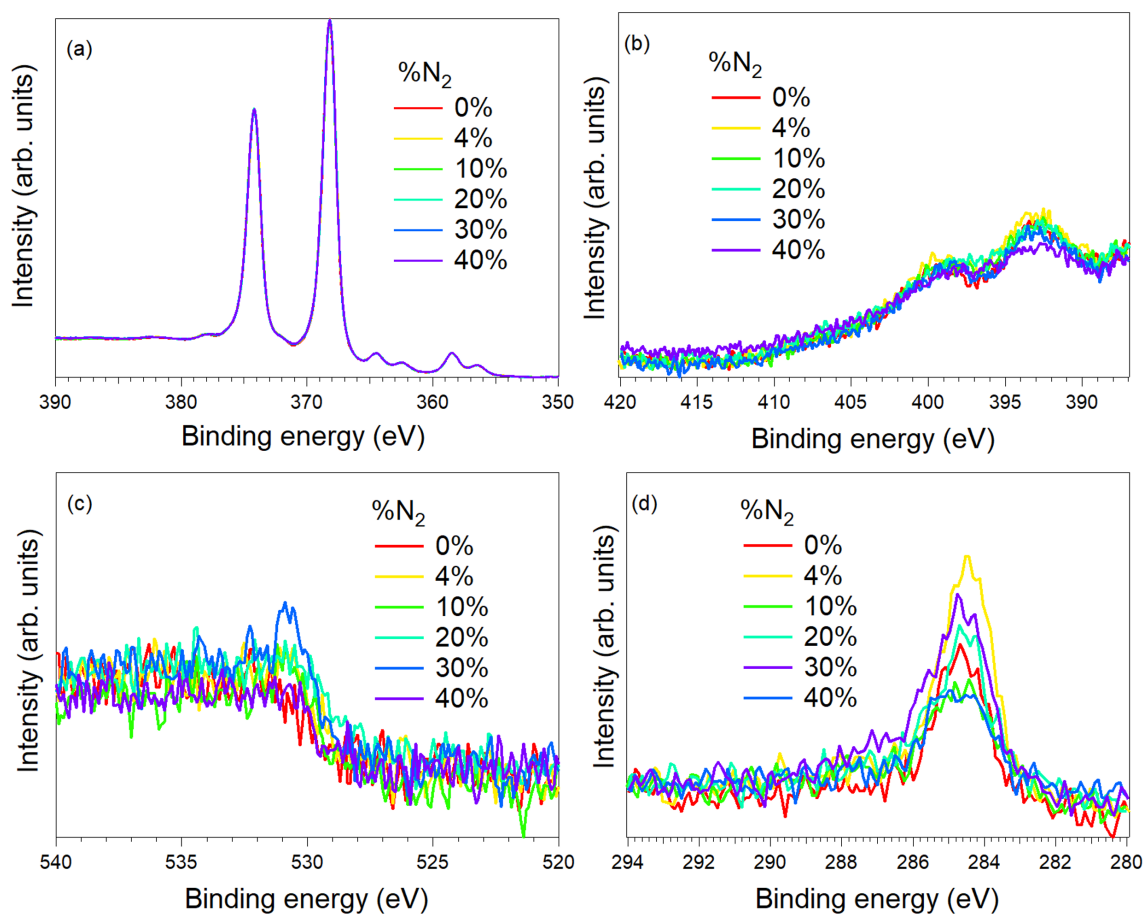 (a)
%N₂
0%
4%
10%
20%
30%
40%
Intensity (arb. units)
390 380 370 360 350
Binding energy (eV)
(b)
%N₂
0%
4%
10%
20%
30%
40%
Intensity (arb. units)
420 415 410 405 400 395 390
Binding energy (eV)
(c)
%N₂
0%
4%
10%
20%
30%
40%
Intensity (arb. units)
540 535 530 525 520
Binding energy (eV)
(d)
%N₂
0%
4%
10%
20%
30%
40%
Intensity (arb. units)
294 292 290 288 286 284 282 280
Binding energy (eV)